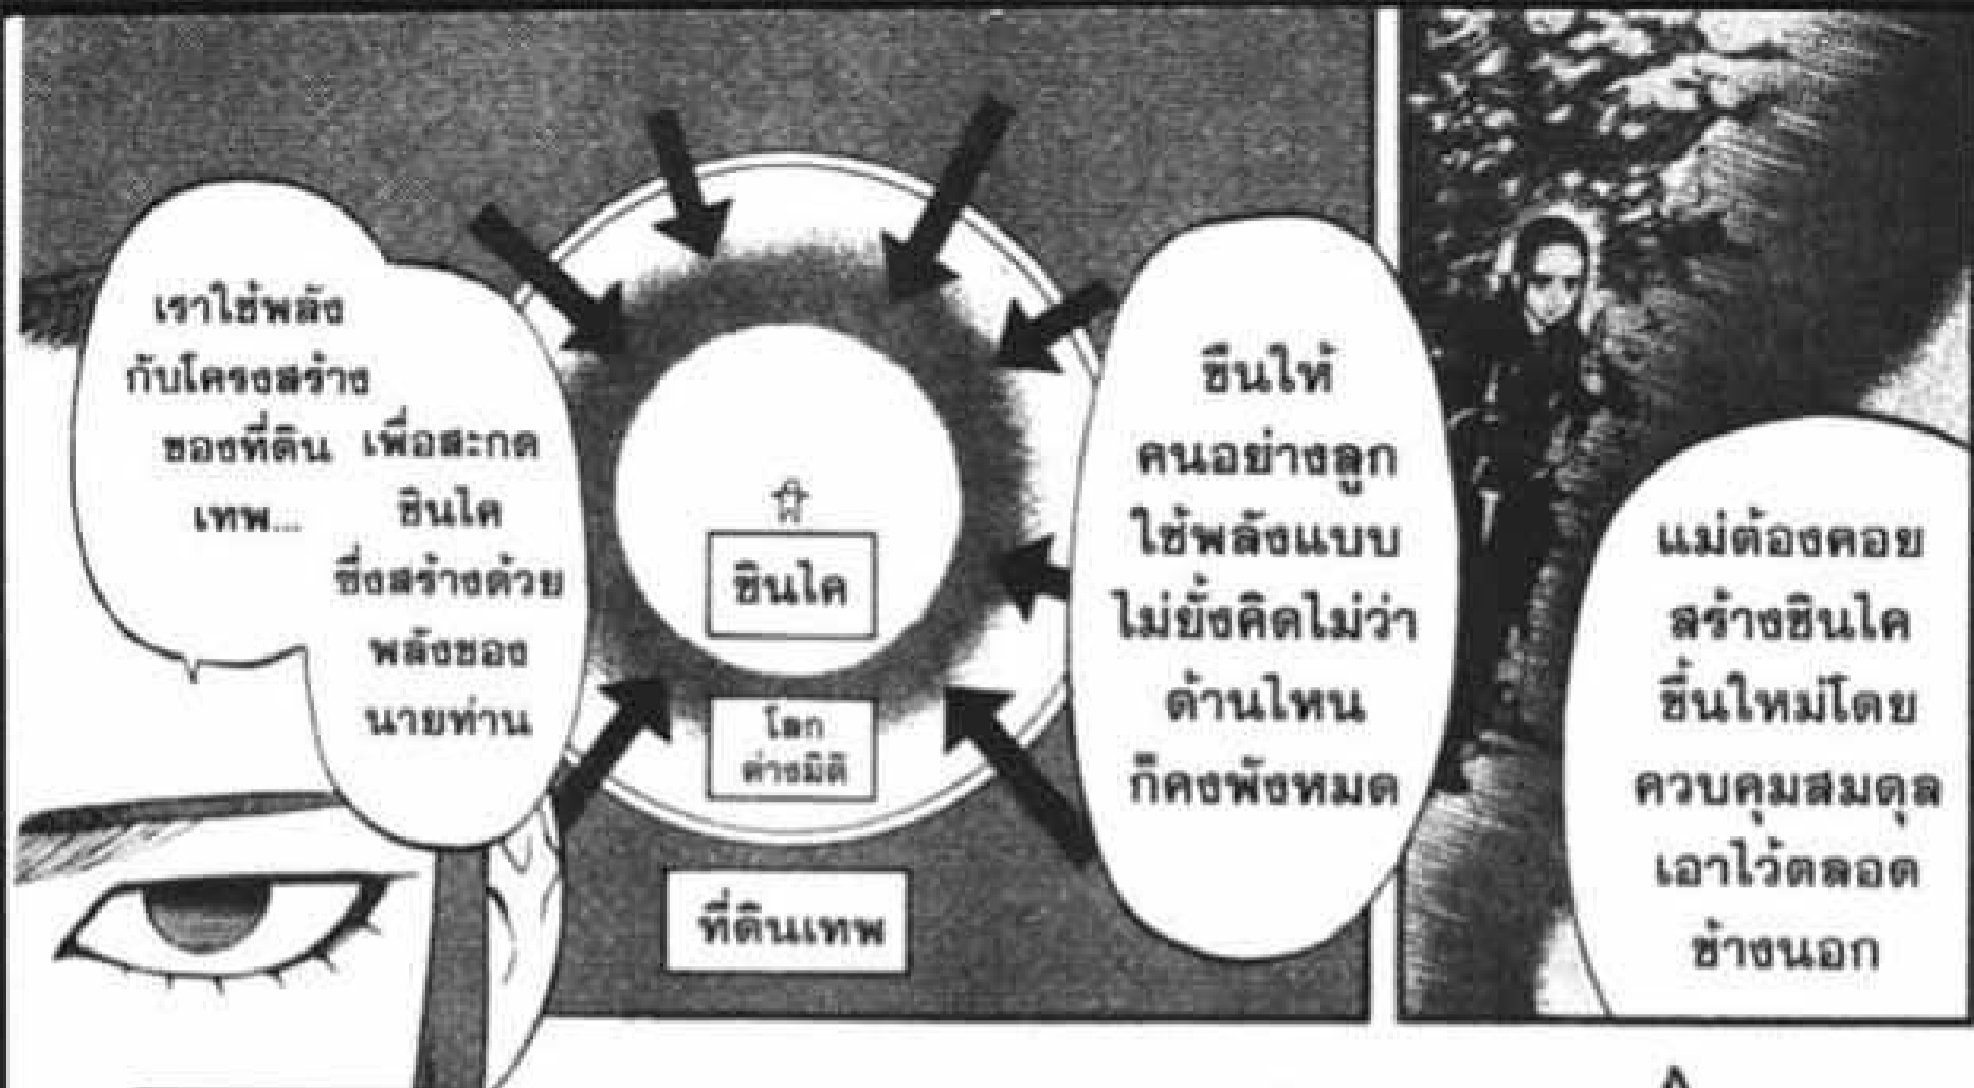 แม่ต้องคอย
สร้างชินไค
ขึ้นใหม่โดย
ควบคุมสมดุล
เอาไว้ตลอด
ข้างนอก
ขืนให้
คนอย่างลูก
ใช้พลังแบบ
ไม่ยั้งคิดไม่ว่า
ด้านไหน
ก็คงพังหมด
ชินไค
โลก
ต่างมิติ
ที่ดินเทพ
เราใช้พลัง
กับโครงสร้าง
ของที่ดิน
เทพ...
เพื่อสะกด
ชินไค
ซึ่งสร้างด้วย
พลังของ
นายท่าน